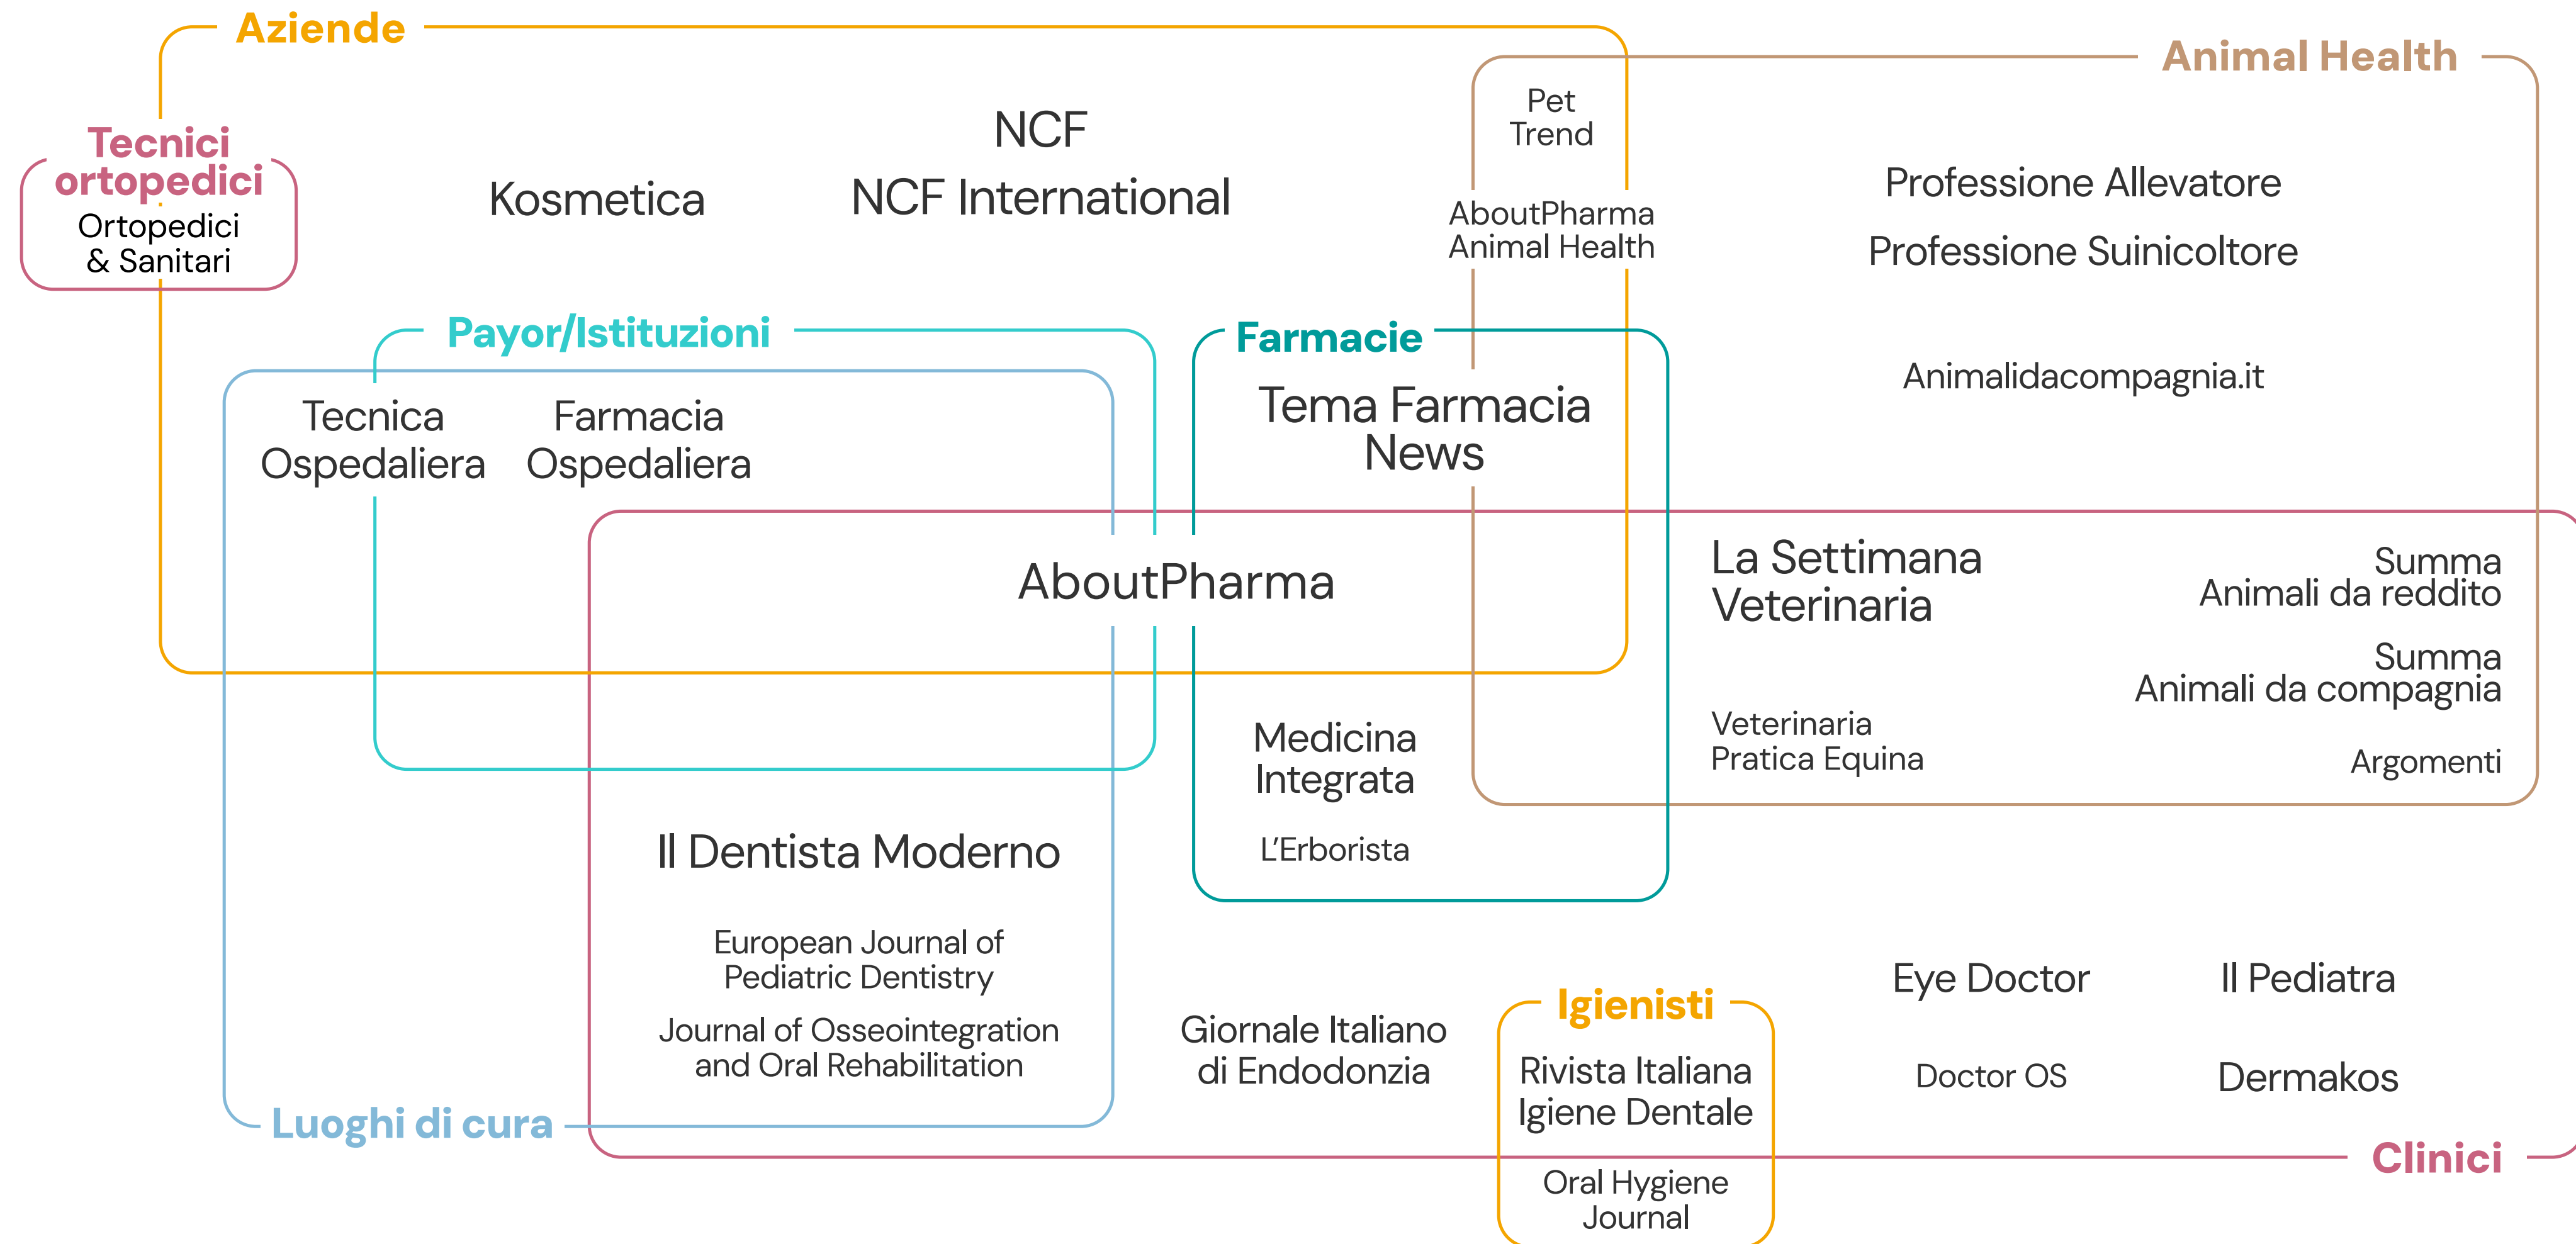 Aziende
Animal Health
Tecnici
ortopedici
Ortopedici
& Sanitari
Kosmetica
NCF
NCF International
Pet
Trend
AboutPharma
Animal Health
Professione Allevatore
Professione Suinicoltore
Animalidacompagnia.it
Payor/Istituzioni
Farmacie
Tecnica
Ospedaliera
Farmacia
Ospedaliera
Tema Farmacia
News
AboutPharma
La Settimana
Veterinaria
Summa
Animali da reddito
Summa
Animali da compagnia
Veterinaria
Pratica Equina
Argomenti
Medicina
Integrata
L'Erborista
Il Dentista Moderno
European Journal of
Pediatric Dentistry
Journal of Osseointegration
and Oral Rehabilitation
Luoghi di cura
Giornale Italiano
di Endodonzia
Igienisti
Rivista Italiana
Igiene Dentale
Oral Hygiene
Journal
Eye Doctor
Il Pediatra
Doctor OS
Dermakos
Clinici